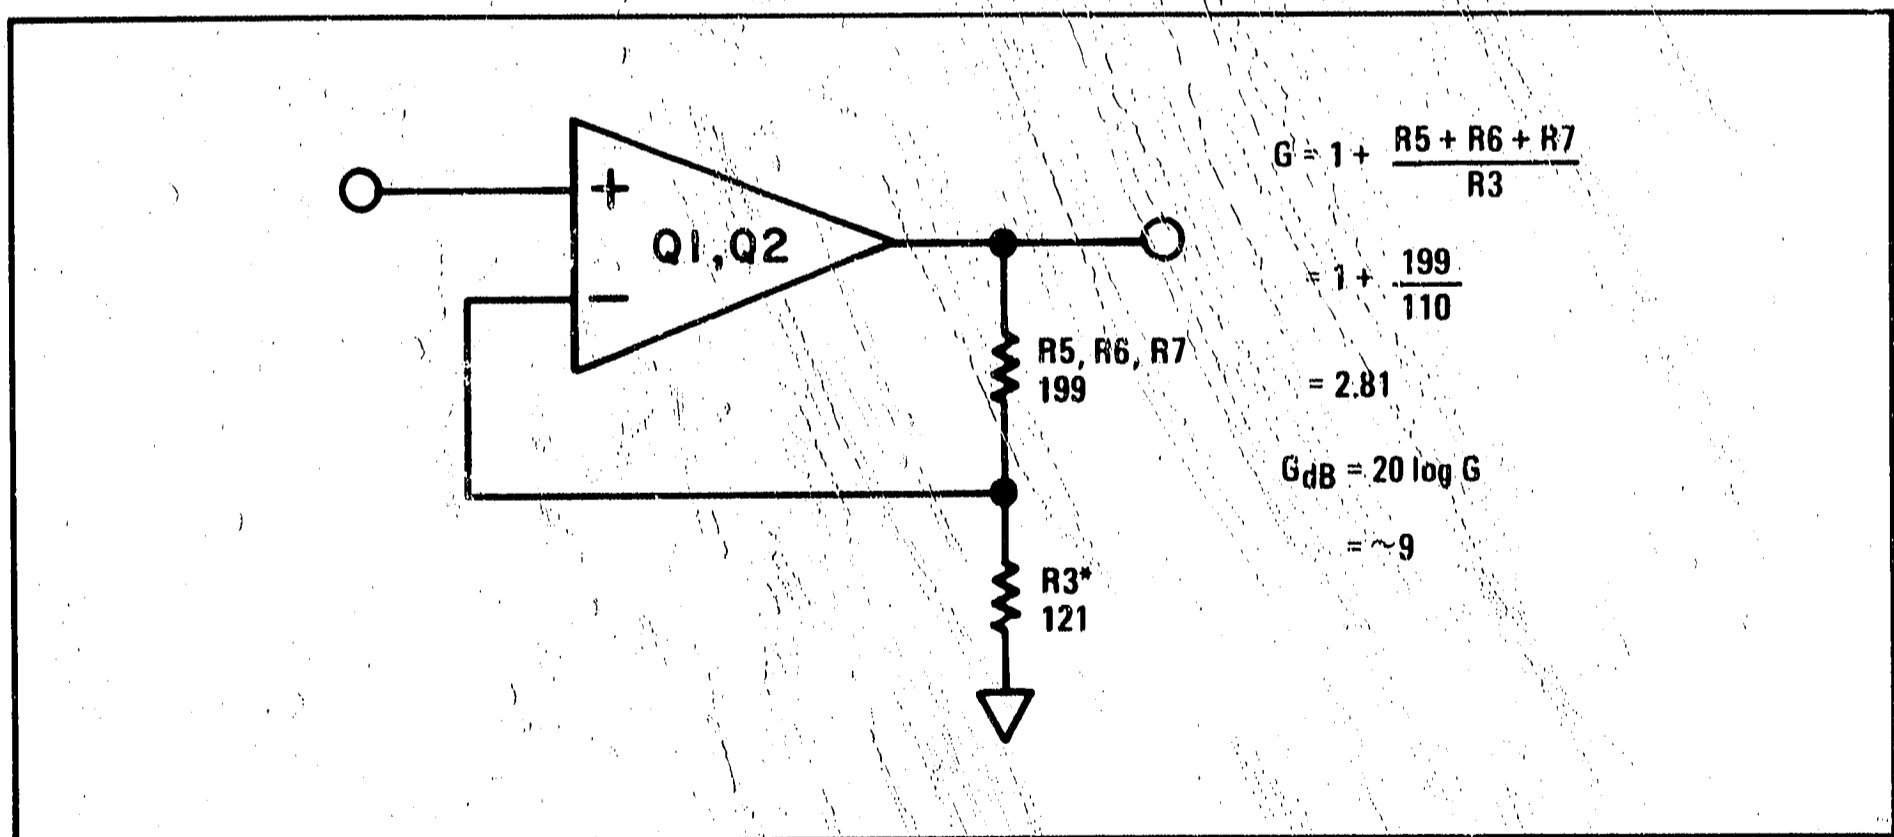 +
Q1, Q2
−
R5, R6, R7
199
R3*
121
G = 1 + R5 + R6 + R7
R3
= 1 + 199
110
= 2.81
GdB = 20 log G
= ~9